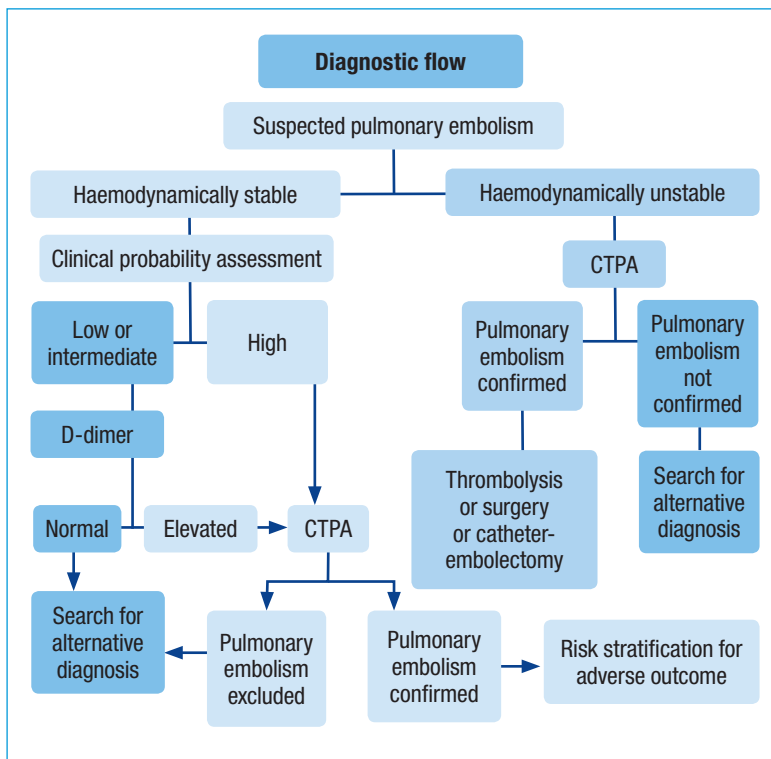 Diagnostic flow
Suspected pulmonary embolism
Haemodynamically stable
Haemodynamically unstable
Clinical probability assessment
CTPA
Low or
intermediate
High
Pulmonary
embolism
confirmed
Pulmonary
embolism
not
confirmed
D-dimer
Thrombolysis
or surgery
or catheter-
embolectomy
Search for
alternative
diagnosis
Normal
Elevated
CTPA
Search for
alternative
diagnosis
Pulmonary
embolism
excluded
Pulmonary
embolism
confirmed
Risk stratification for
adverse outcome